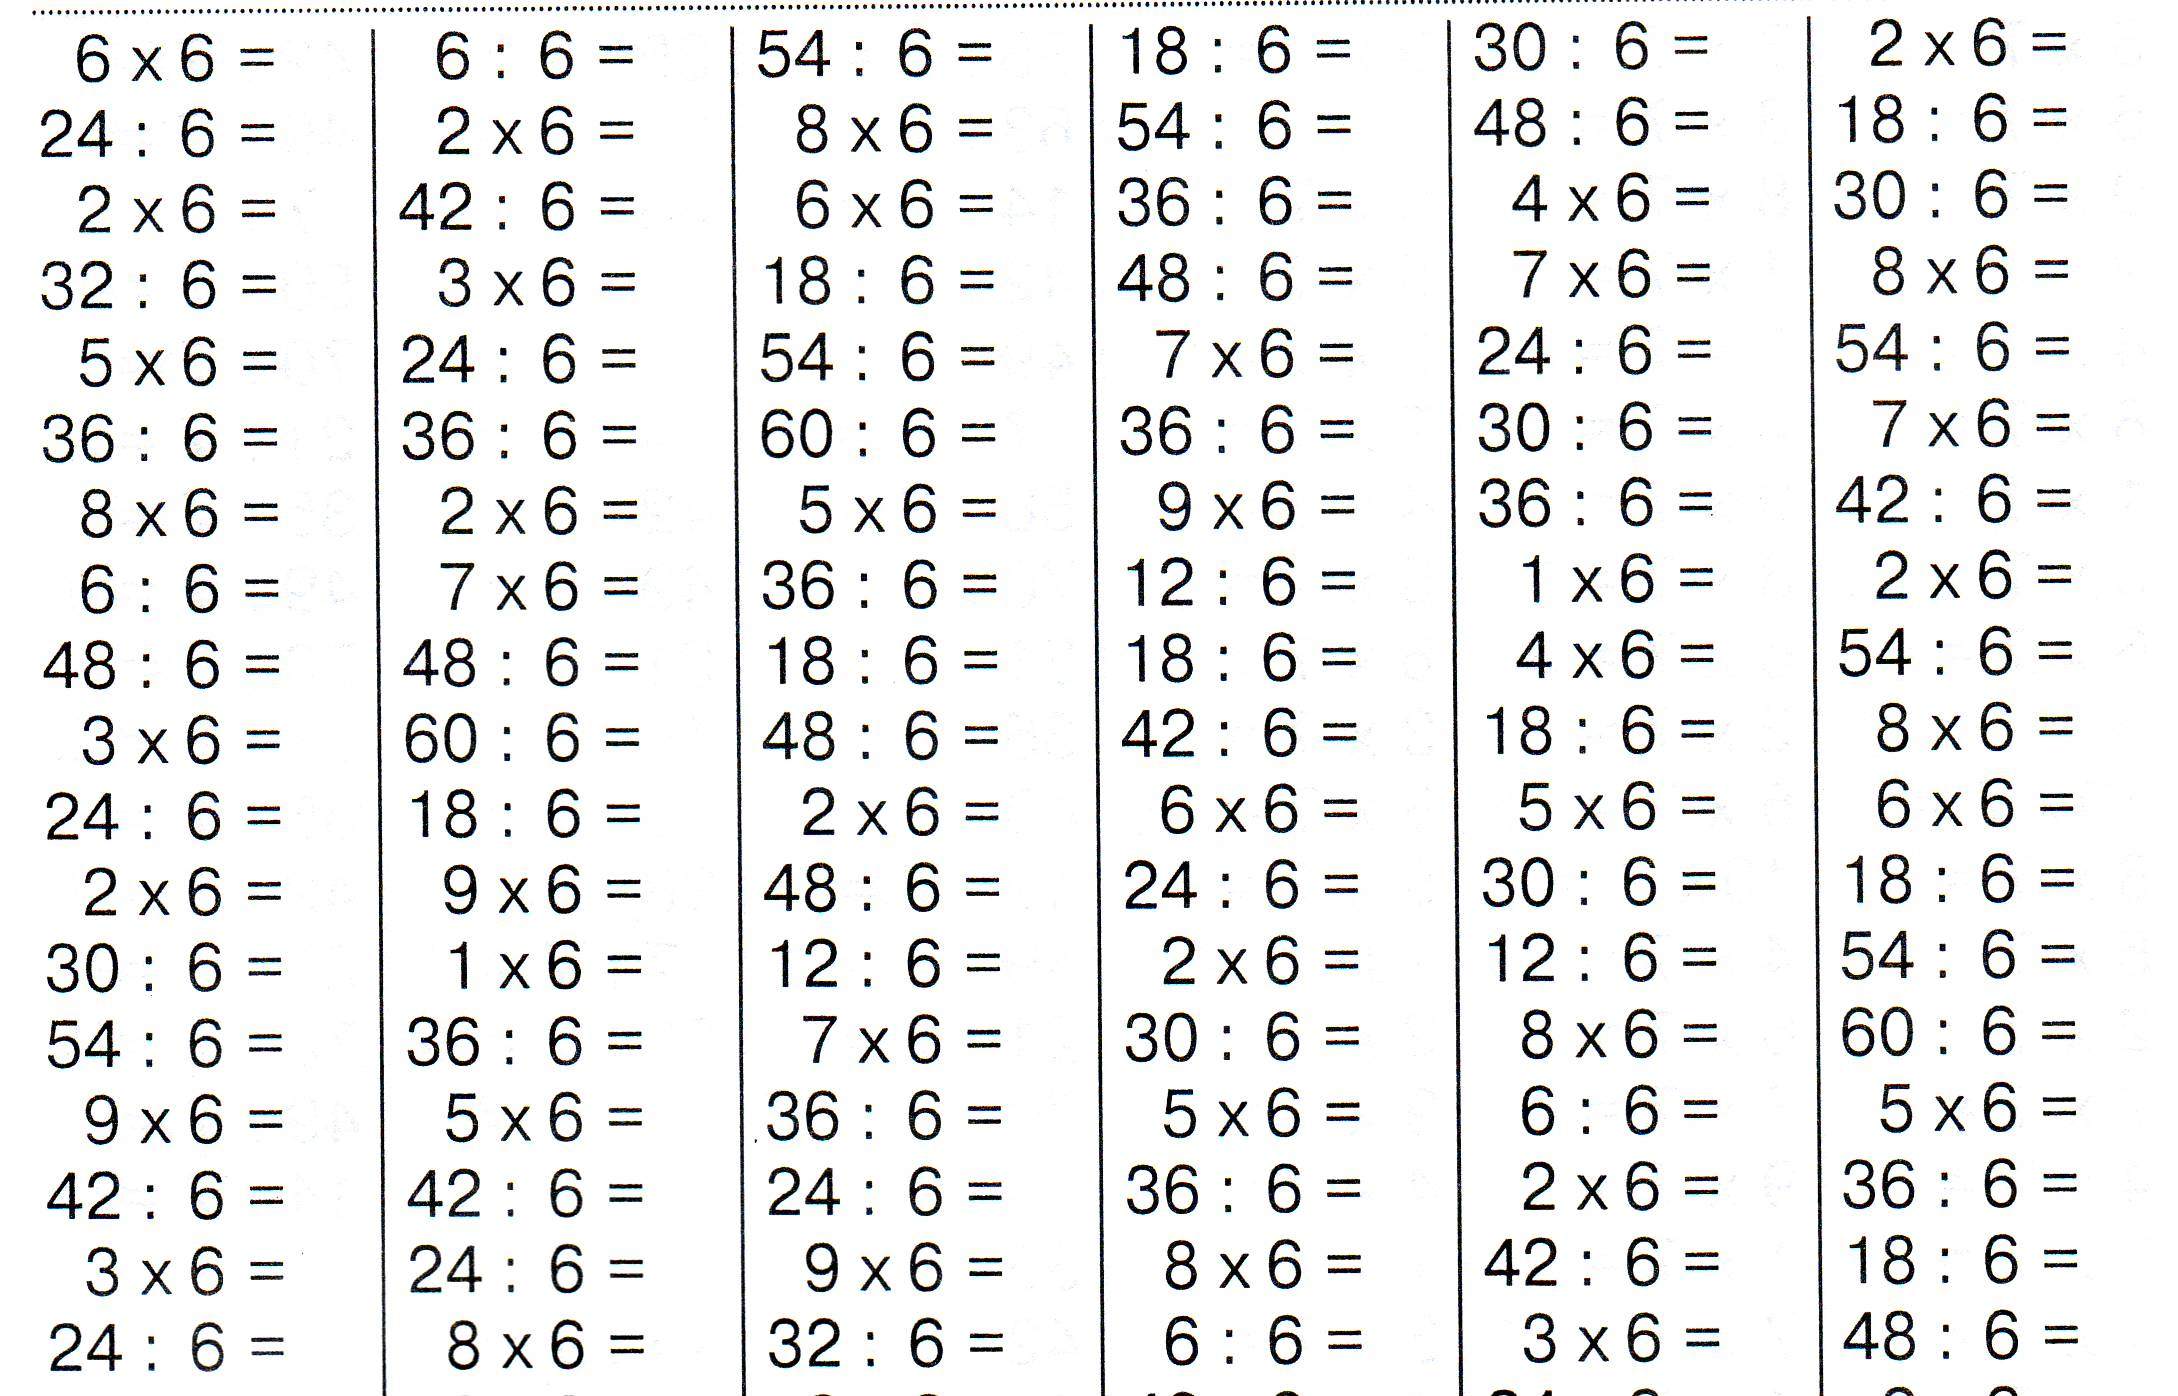 6 x 6 =
24 : 6 =
2 x 6 =
32 : 6 =
5 x 6 =
36 : 6 =
8 x 6 =
6 : 6 =
48 : 6 =
3 x 6 =
24 : 6 =
2 x 6 =
30 : 6 =
54 : 6 =
9 x 6 =
42 : 6 =
3 x 6 =
24 : 6 =
6 : 6 =
2 x 6 =
42 : 6 =
3 x 6 =
24 : 6 =
36 : 6 =
2 x 6 =
7 x 6 =
48 : 6 =
60 : 6 =
18 : 6 =
9 x 6 =
1 x 6 =
36 : 6 =
5 x 6 =
42 : 6 =
24 : 6 =
8 x 6 =
54 : 6 =
8 x 6 =
6 x 6 =
18 : 6 =
54 : 6 =
60 : 6 =
5 x 6 =
36 : 6 =
18 : 6 =
48 : 6 =
2 x 6 =
48 : 6 =
12 : 6 =
7 x 6 =
36 : 6 =
24 : 6 =
9 x 6 =
32 : 6 =
18 : 6 =
54 : 6 =
36 : 6 =
48 : 6 =
7 x 6 =
36 : 6 =
9 x 6 =
12 : 6 =
18 : 6 =
42 : 6 =
6 x 6 =
24 : 6 =
2 x 6 =
30 : 6 =
5 x 6 =
36 : 6 =
8 x 6 =
6 : 6 =
30 : 6 =
48 : 6 =
4 x 6 =
7 x 6 =
24 : 6 =
30 : 6 =
36 : 6 =
1 x 6 =
4 x 6 =
18 : 6 =
5 x 6 =
30 : 6 =
12 : 6 =
8 x 6 =
6 : 6 =
2 x 6 =
42 : 6 =
3 x 6 =
2 x 6 =
18 : 6 =
30 : 6 =
8 x 6 =
54 : 6 =
7 x 6 =
42 : 6 =
2 x 6 =
54 : 6 =
8 x 6 =
6 x 6 =
18 : 6 =
54 : 6 =
60 : 6 =
5 x 6 =
36 : 6 =
18 : 6 =
48 : 6 =